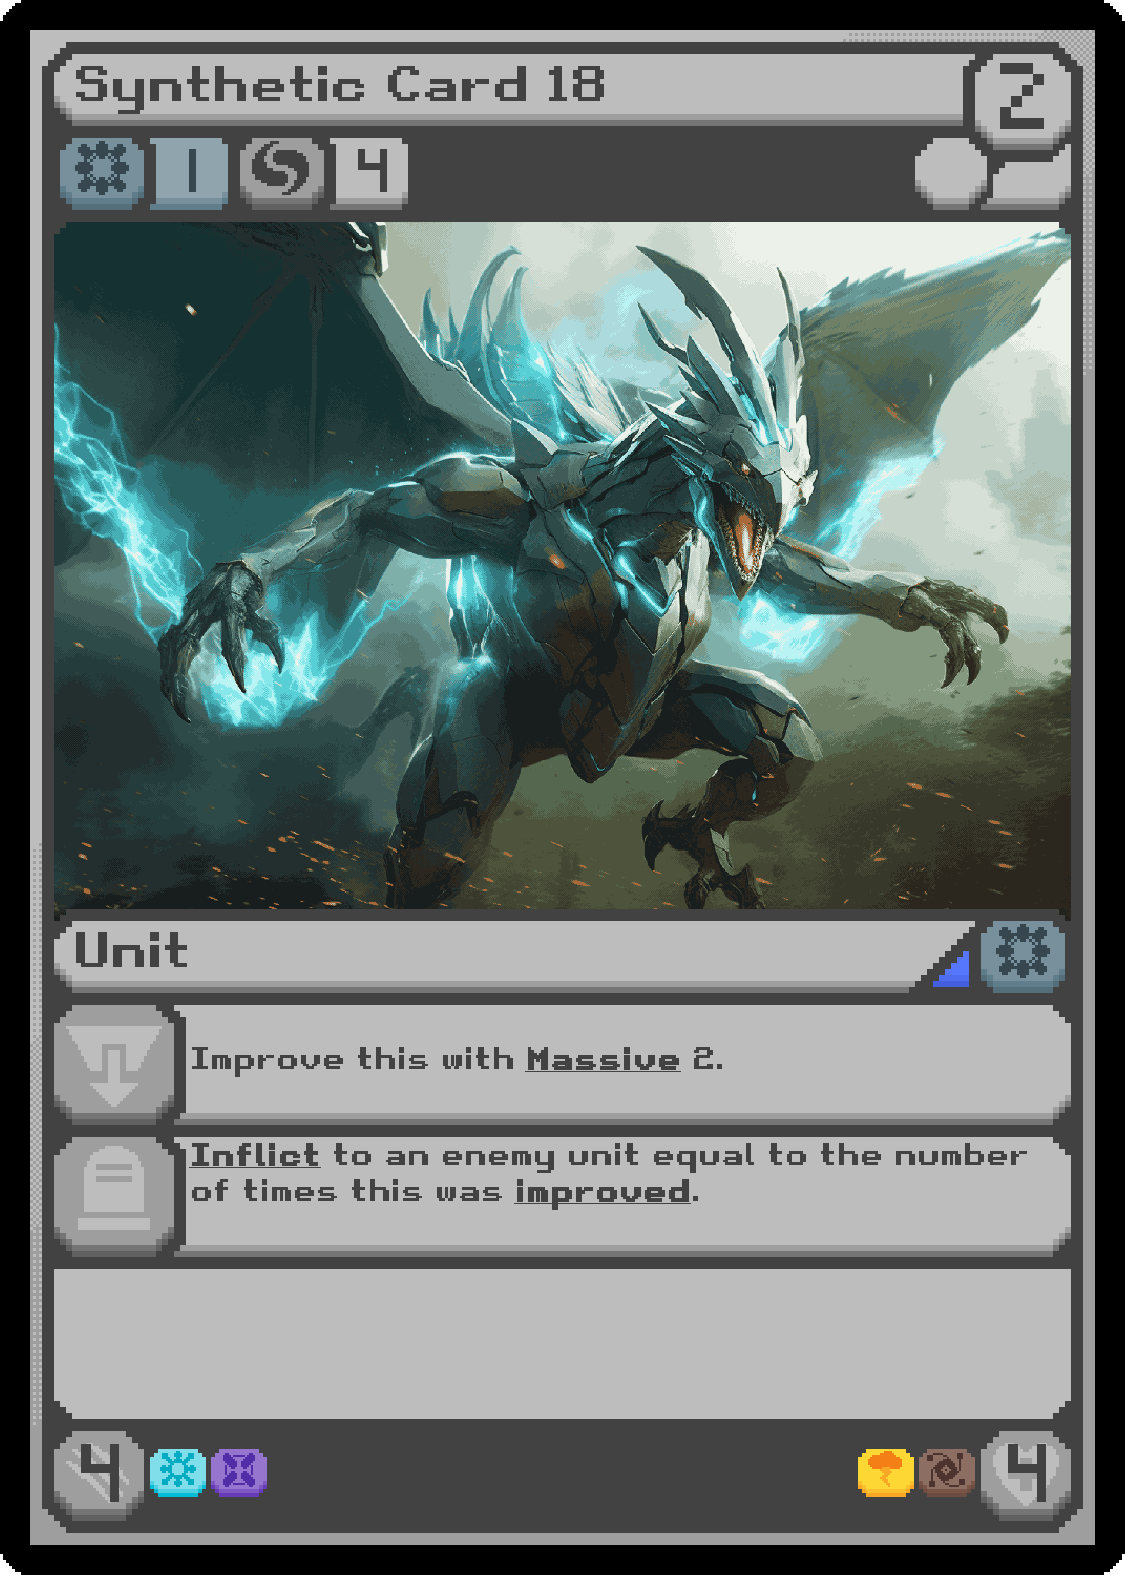 Synthetic Card 18
2
1 4
Unit
Improve this with Massive 2.
Inflict to an enemy unit equal to the number
of times this was improved.
4 4